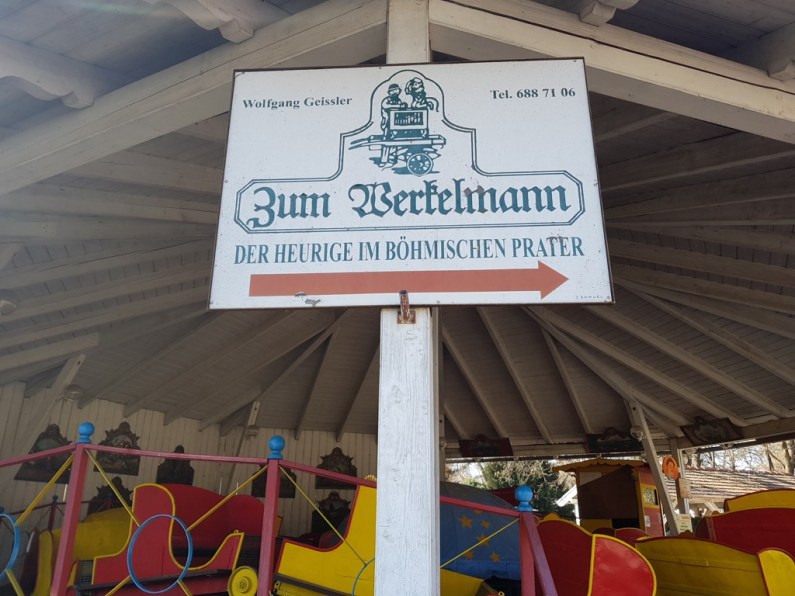 Wolfgang Geissler
Tel. 688 71 06
Zum Werkelmann
DER HEURIGE IM BÖHMISCHEN PRATER